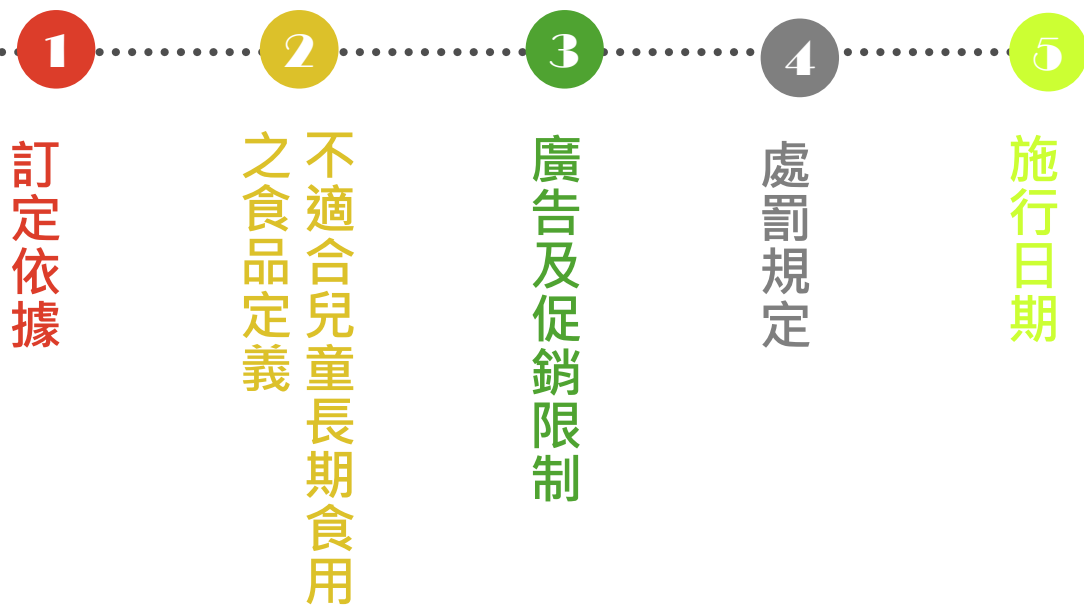 1
訂定依據
2
不適合兒童長期食用
之食品定義
3
廣告及促銷限制
4
處罰規定
5
施行日期